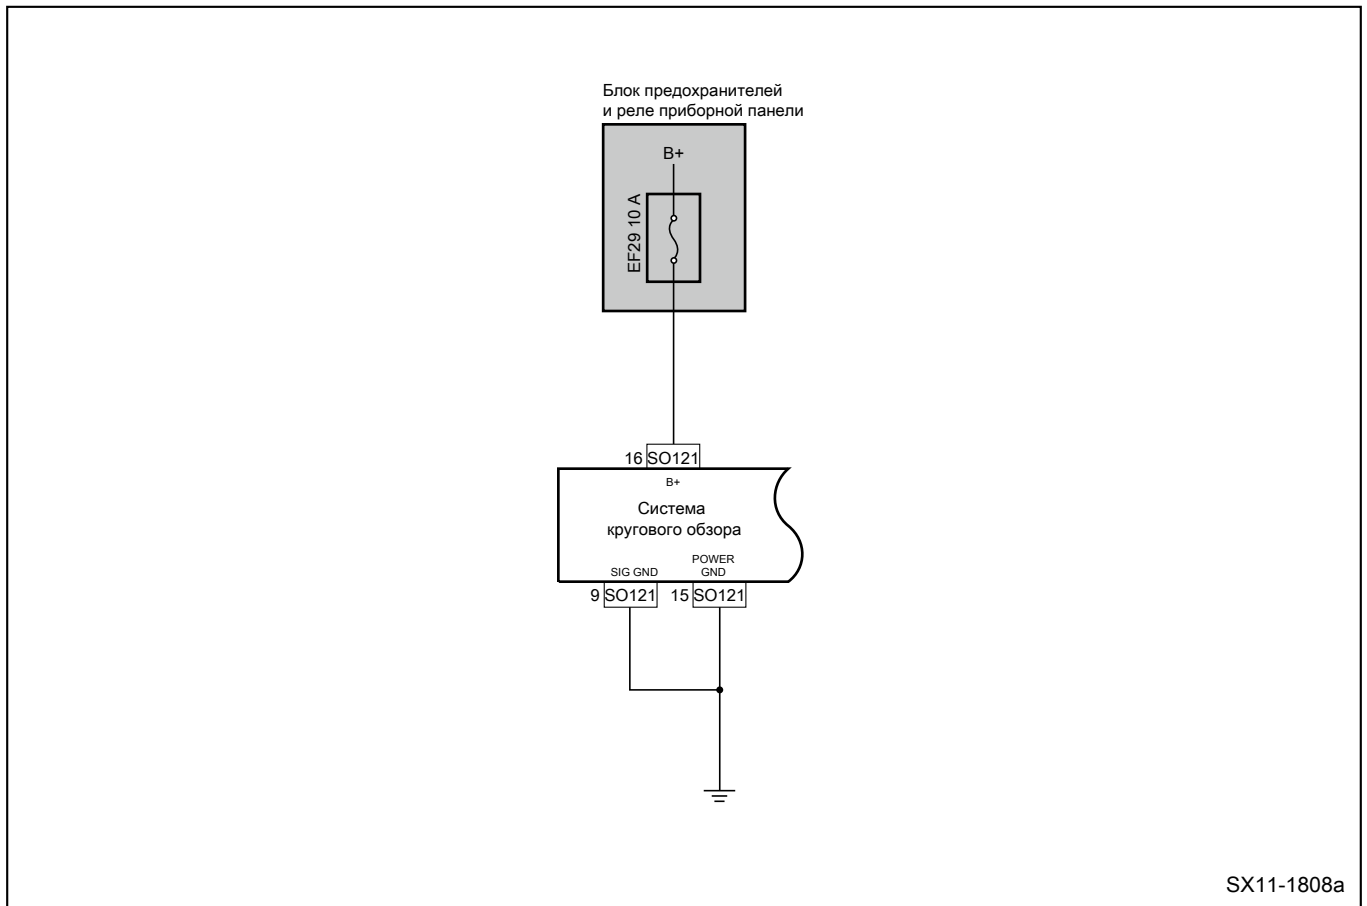 Блок предохранителей
и реле приборной панели
B+
EF29 10 A
16 SO121
B+
Система
кругового обзора
SIG GND
POWER
GND
9 SO121
15 SO121
SX11-1808a